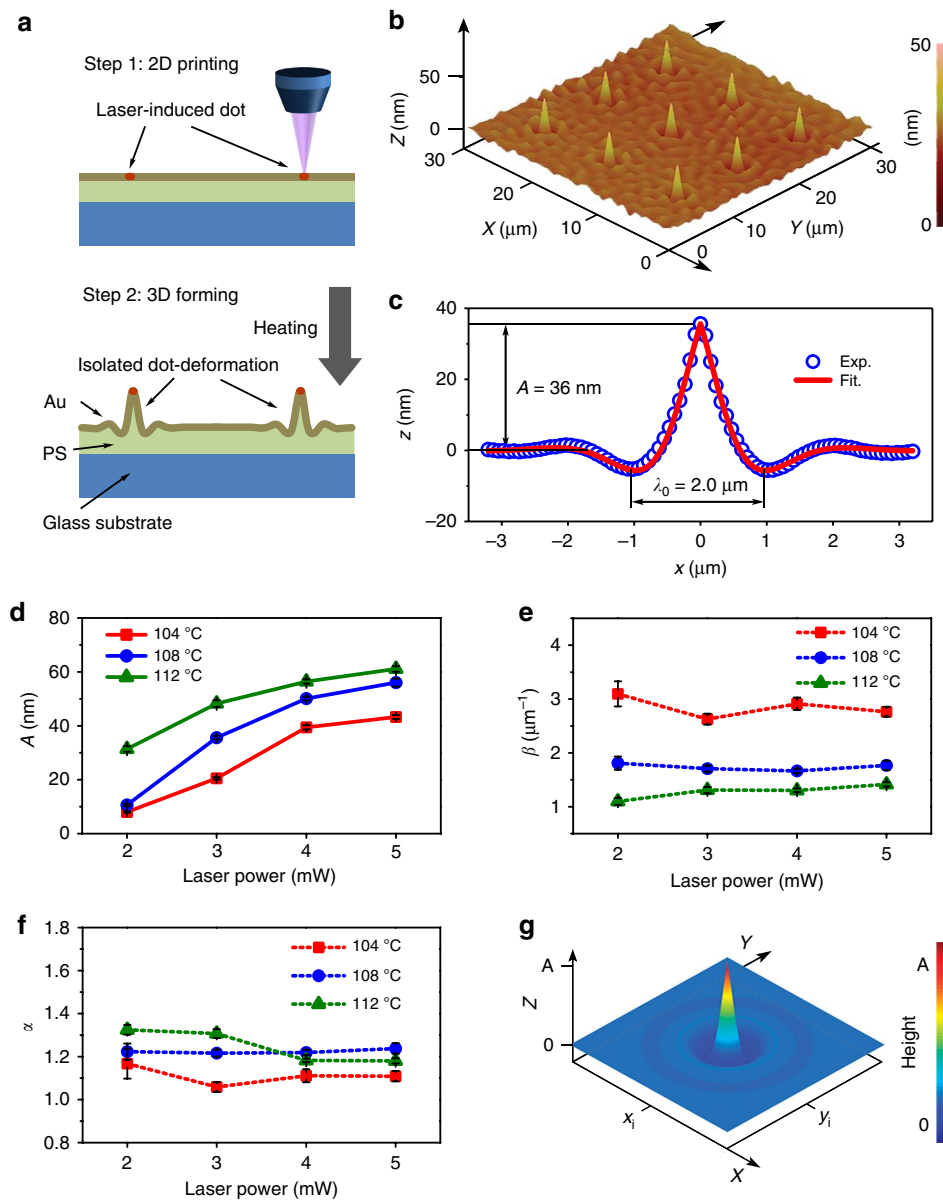 a
Step 1: 2D printing
Laser-induced dot
Step 2: 3D forming
Heating
Isolated dot-deformation
Au
PS
Glass substrate
b
Z (nm)
50
0
30
20
10
0
X (μm)
0
10
20
30
Y (μm)
50
(nm)
0
c
z (nm)
40
20
0
–20
A = 36 nm
λ0 = 2.0 μm
Exp.
Fit.
–3 –2 –1 0 1 2 3
x (μm)
d
A (nm)
80
60
40
20
0
104 °C
108 °C
112 °C
2 3 4 5
Laser power (mW)
e
β (μm⁻¹)
4
3
2
1
104 °C
108 °C
112 °C
2 3 4 5
Laser power (mW)
f
α
1.8
1.6
1.4
1.2
1.0
0.8
104 °C
108 °C
112 °C
2 3 4 5
Laser power (mW)
g
Z
A
0
Y
xi
yi
X
A
Height
0